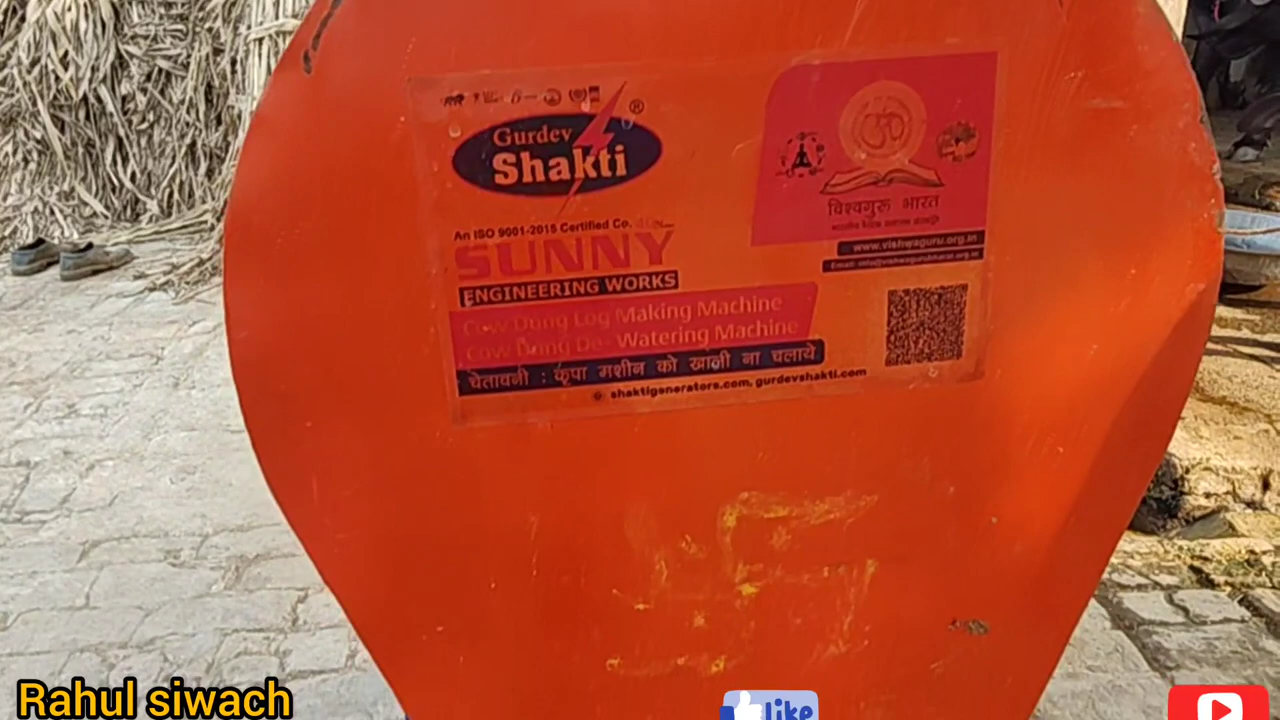 Gurdev
Shakti
®
An ISO 9001-2015 Certified Co.
SUNNY
ENGINEERING WORKS
Cow Dung Log Making Machine
Cow Dung De- Watering Machine
चेतावनी : कृपा मशीन को खाली ना चलाये
shaktigenerators.com, gurdevshakti.com
ॐ
विश्वगुरु भारत
www.vishwaguru.org.in
Email: info@vishwagurubharat.org.in
Rahul siwach
like